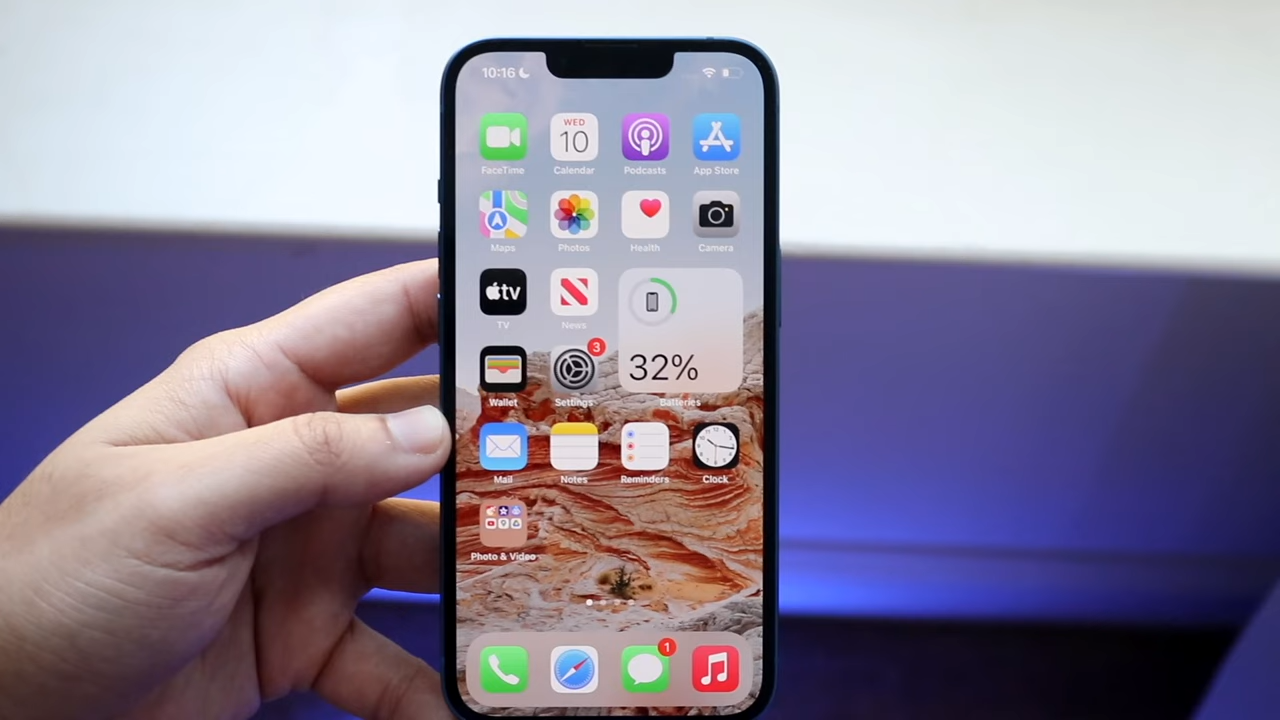 10:16
WED
10
FaceTime Calendar Podcasts App Store
Maps Photos Health Camera
tv
TV News
3
32%
Wallet Settings Batteries
Mail Notes Reminders Clock
Photo & Video
1